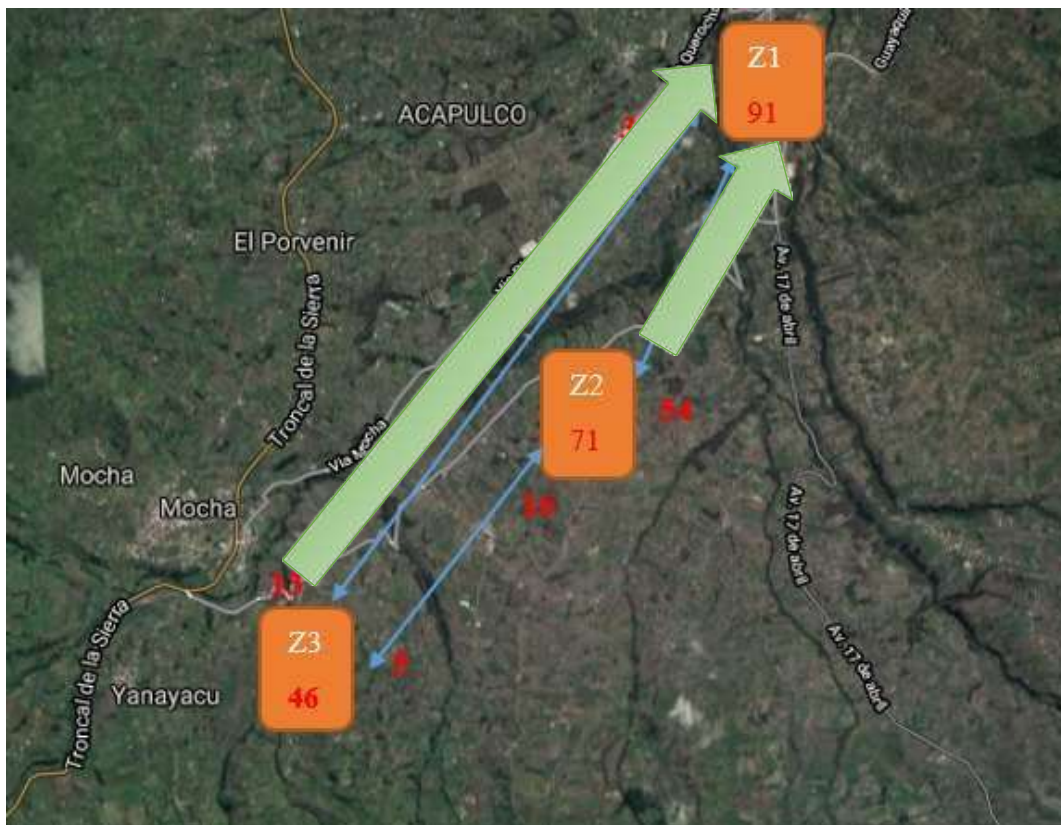 Querocha
Guayaquil
Z1
91
ACAPULCO
El Porvenir
Troncal de la Sierra
Av. 17 de abril
Z2
71
54
Vía Mocha
Mocha
Mocha
10
Av. 17 de abril
13
Z3
46
Troncal de la Sierra
Yanayacu
Av. 17 de abril